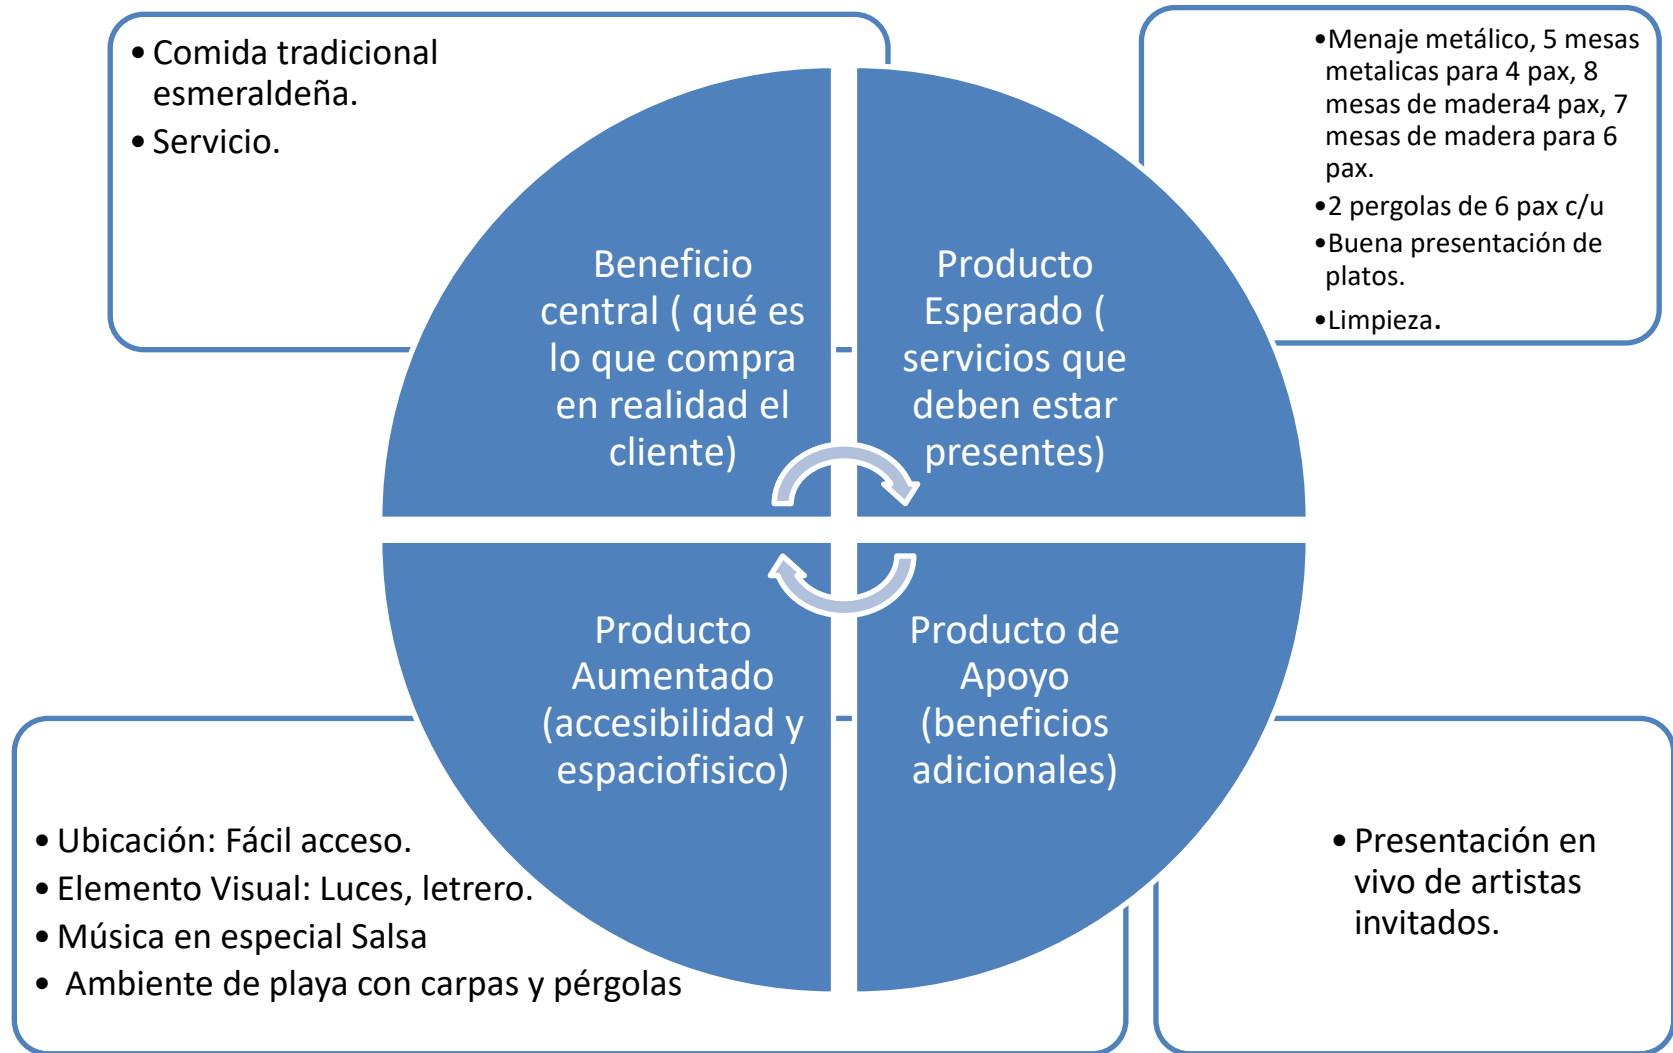 •Comida tradicional
esmeraldeña.
•Servicio.
•Menaje metálico, 5 mesas
metalicas para 4 pax, 8
mesas de madera4 pax, 7
mesas de madera para 6
pax.
•2 pergolas de 6 pax c/u
•Buena presentación de
platos.
•Limpieza.
Beneficio
central ( qué es
lo que compra
en realidad el
cliente)
Producto
Esperado (
servicios que
deben estar
presentes)
Producto
Aumentado
(accesibilidad y
espaciofisico)
Producto de
Apoyo
(beneficios
adicionales)
•Ubicación: Fácil acceso.
•Elemento Visual: Luces, letrero.
•Música en especial Salsa
• Ambiente de playa con carpas y pérgolas
•Presentación en
vivo de artistas
invitados.